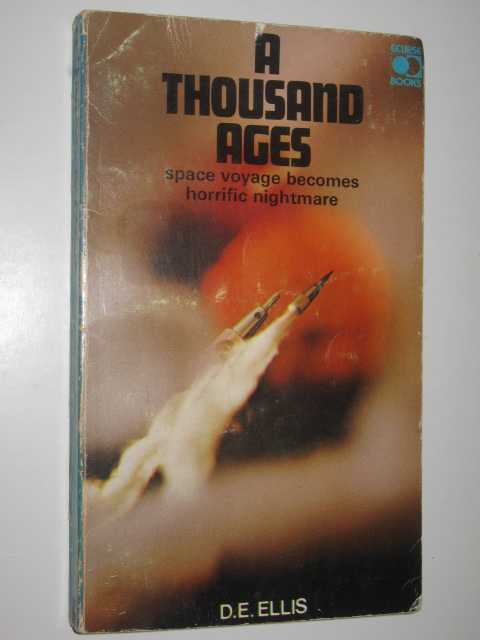 A
THOUSAND
AGES
space voyage becomes
horrific nightmare
ECLIPSE
BOOKS
D.E. ELLIS